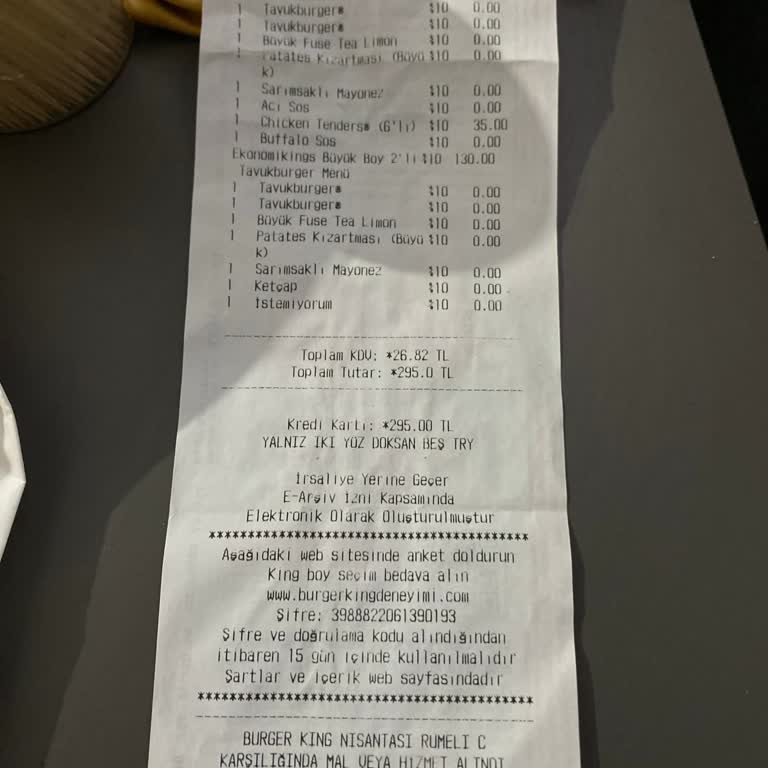 1 Tavukburger® %10 0.00
1 Tavukburger® %10 0.00
1 Büyük Fuse Tea Limon %10 0.00
1 Patates Kızartması (Büyü %10 0.00
k)
1 Sarımsaklı Mayonez %10 0.00
1 Acı Sos %10 0.00
1 Chicken Tenders® (6'lı) %10 35.00
1 Buffalo Sos %10 0.00
Ekonomikings Büyük Boy 2'li %10 130.00
Tavukburger Menü
1 Tavukburger® %10 0.00
1 Tavukburger® %10 0.00
1 Büyük Fuse Tea Limon %10 0.00
1 Patates Kızartması (Büyü %10 0.00
k)
1 Sarımsaklı Mayonez %10 0.00
1 Ketçap %10 0.00
1 İstemiyorum %10 0.00
Toplam KDV: *26.82 TL
Toplam Tutar: *295.0 TL
Kredi Kartı: *295.00 TL
YALNIZ İKİ YÜZ DOKSAN BEŞ TRY
İrsaliye Yerine Geçer
E-Arşiv İzni Kapsamında
Elektronik Olarak Oluşturulmuştur
*****************************************
Aşağıdaki web sitesinde anket doldurun
King boy seçim bedava alın
www.burgerkingdeneyimi.com
Şifre: 3988822061390193
Şifre ve doğrulama kodu alındığından
itibaren 15 gün içinde kullanılmalıdır
Şartlar ve içerik web sayfasındadır
*******************************************
BURGER KING NISANTASI RUMELI C
KARŞILIĞINDA MAL VEYA HİZMET ALINDI